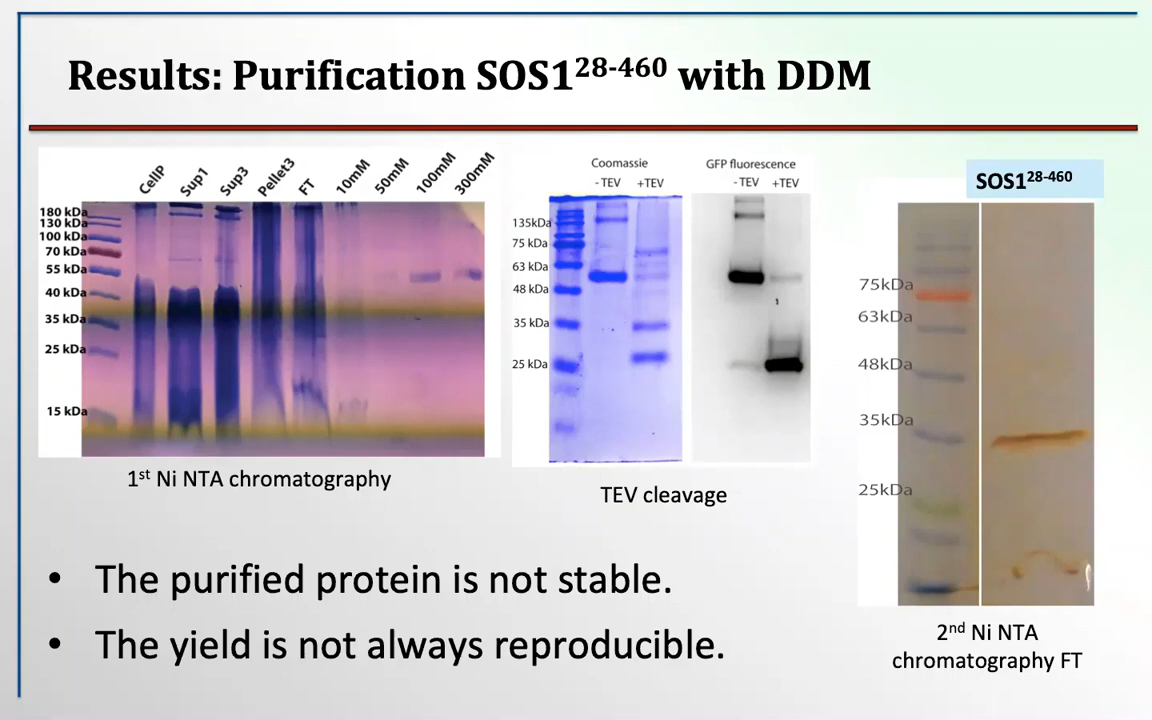 Results: Purification SOS1²⁸⁻⁴⁶⁰ with DDM
CellP Sup1 Sup3 Pellet3 FT 10mM 50mM 100mM 300mM
180 kDa
130 kDa
100 kDa
70 kDa
55 kDa
40 kDa
35 kDa
25 kDa
15 kDa
1st Ni NTA chromatography
Coomassie
- TEV +TEV
GFP fluorescence
- TEV +TEV
135kDa
75 kDa
63 kDa
48 kDa
35 kDa
25 kDa
TEV cleavage
SOS1²⁸⁻⁴⁶⁰
75kDa
63kDa
48kDa
35kDa
25kDa
2nd Ni NTA
chromatography FT
• The purified protein is not stable.
• The yield is not always reproducible.